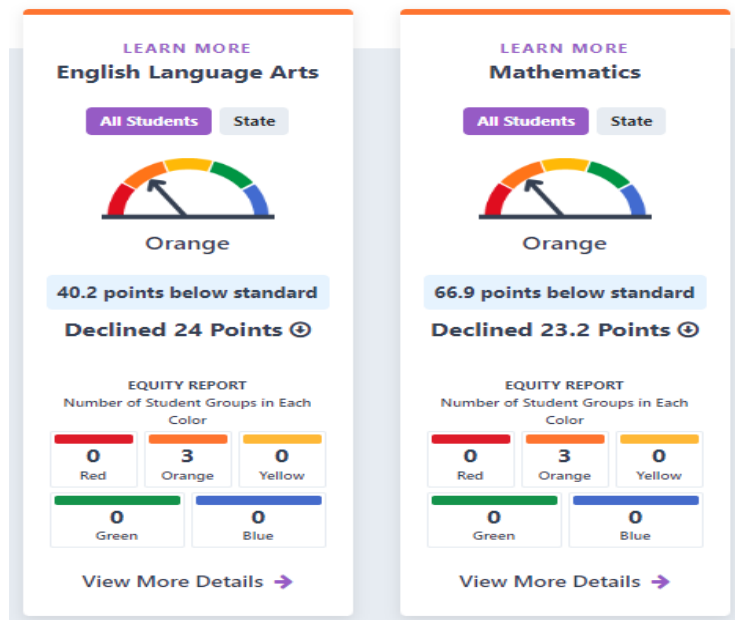 LEARN MORE
English Language Arts
All Students State
Orange
40.2 points below standard
Declined 24 Points
EQUITY REPORT
Number of Student Groups in Each
Color
0 3 0
Red Orange Yellow
0 0
Green Blue
View More Details
LEARN MORE
Mathematics
All Students State
Orange
66.9 points below standard
Declined 23.2 Points
EQUITY REPORT
Number of Student Groups in Each
Color
0 3 0
Red Orange Yellow
0 0
Green Blue
View More Details